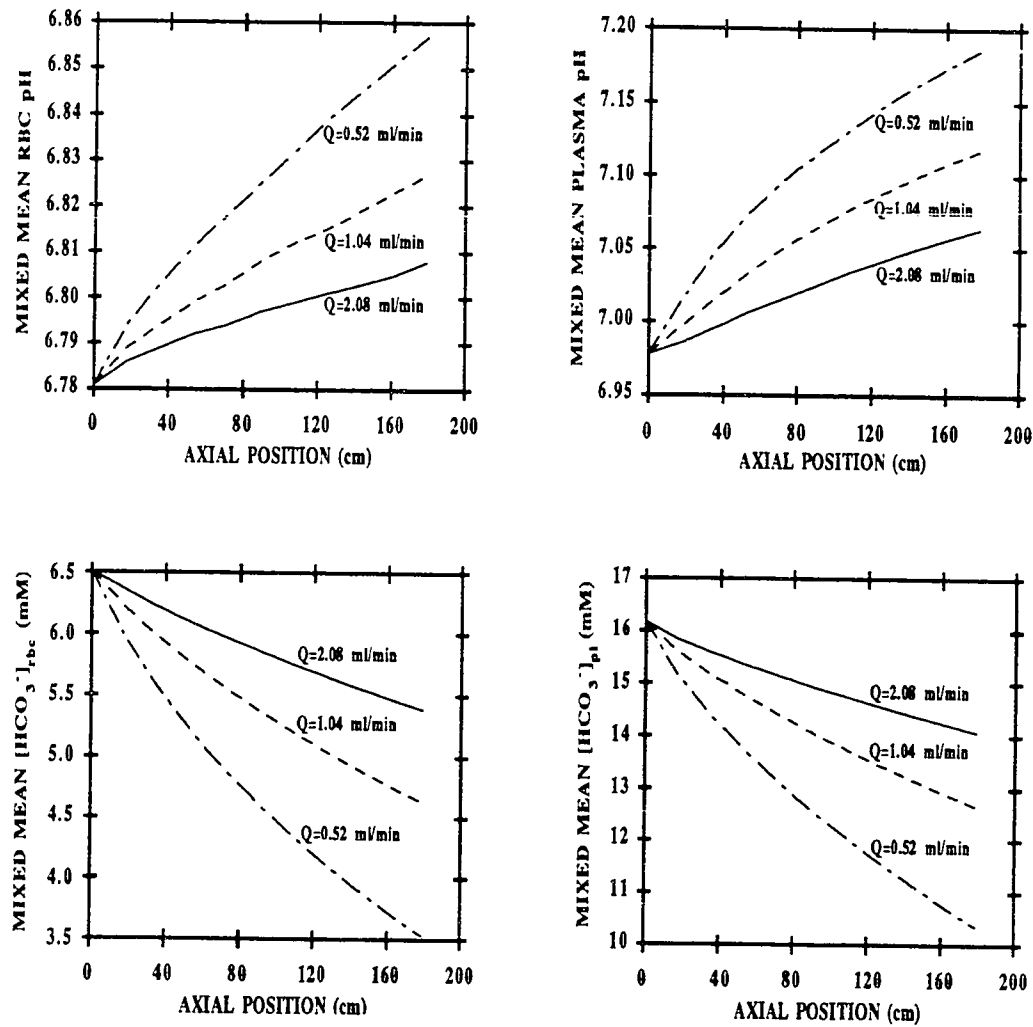 MIXED MEAN RBC pH
6.86
6.85
6.84
6.83
6.82
6.81
6.80
6.79
6.78
Q=0.52 ml/min
Q=1.04 ml/min
Q=2.08 ml/min
0 40 80 120 160 200
AXIAL POSITION (cm)
MIXED MEAN PLASMA pH
7.20
7.15
7.10
7.05
7.00
6.95
Q=0.52 ml/min
Q=1.04 ml/min
Q=2.08 ml/min
0 40 80 120 160 200
AXIAL POSITION (cm)
MIXED MEAN [HCO₃⁻]rbc (mM)
6.5
6.0
5.5
5.0
4.5
4.0
3.5
Q=2.08 ml/min
Q=1.04 ml/min
Q=0.52 ml/min
0 40 80 120 160 200
AXIAL POSITION (cm)
MIXED MEAN [HCO₃⁻]pl (mM)
17
16
15
14
13
12
11
10
Q=2.08 ml/min
Q=1.04 ml/min
Q=0.52 ml/min
0 40 80 120 160 200
AXIAL POSITION (cm)